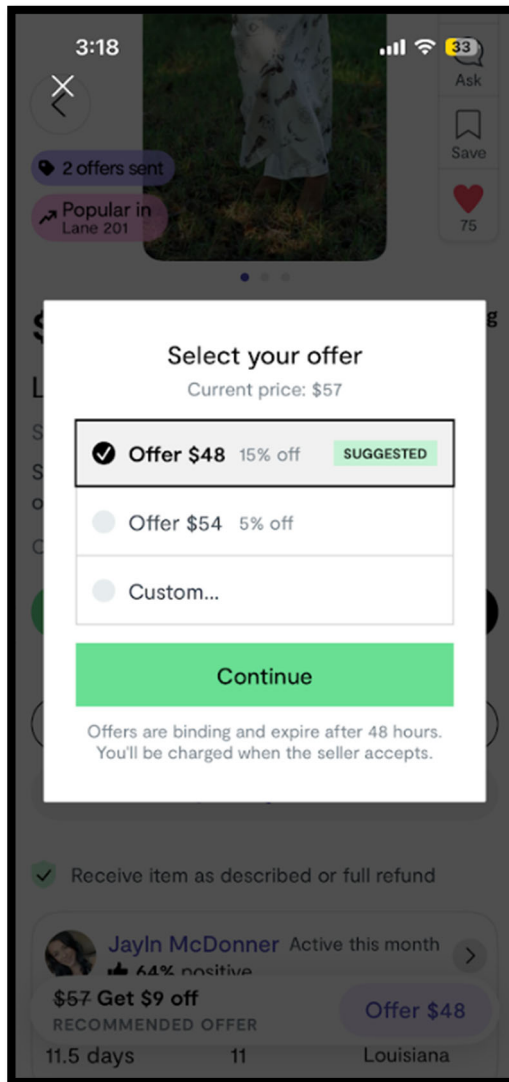 3:18
33
Ask
Save
2 offers sent
Popular in
Lane 201
75
$
g
L
S
S
o
C
Select your offer
Current price: $57
Offer $48 15% off SUGGESTED
Offer $54 5% off
Custom...
Continue
Offers are binding and expire after 48 hours.
You'll be charged when the seller accepts.
Receive item as described or full refund
Jayln McDonner Active this month
64% positive
$57 Get $9 off
RECOMMENDED OFFER
Offer $48
11.5 days 11 Louisiana